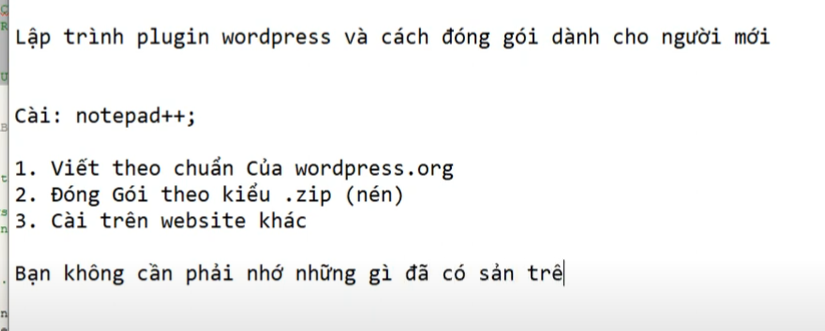 Lập trình plugin wordpress và cách đóng gói dành cho người mới
Cài: notepad++;
1. Viết theo chuẩn Của wordpress.org
2. Đóng Gói theo kiểu .zip (nén)
3. Cài trên website khác
Bạn không cần phải nhớ những gì đã có sản trê